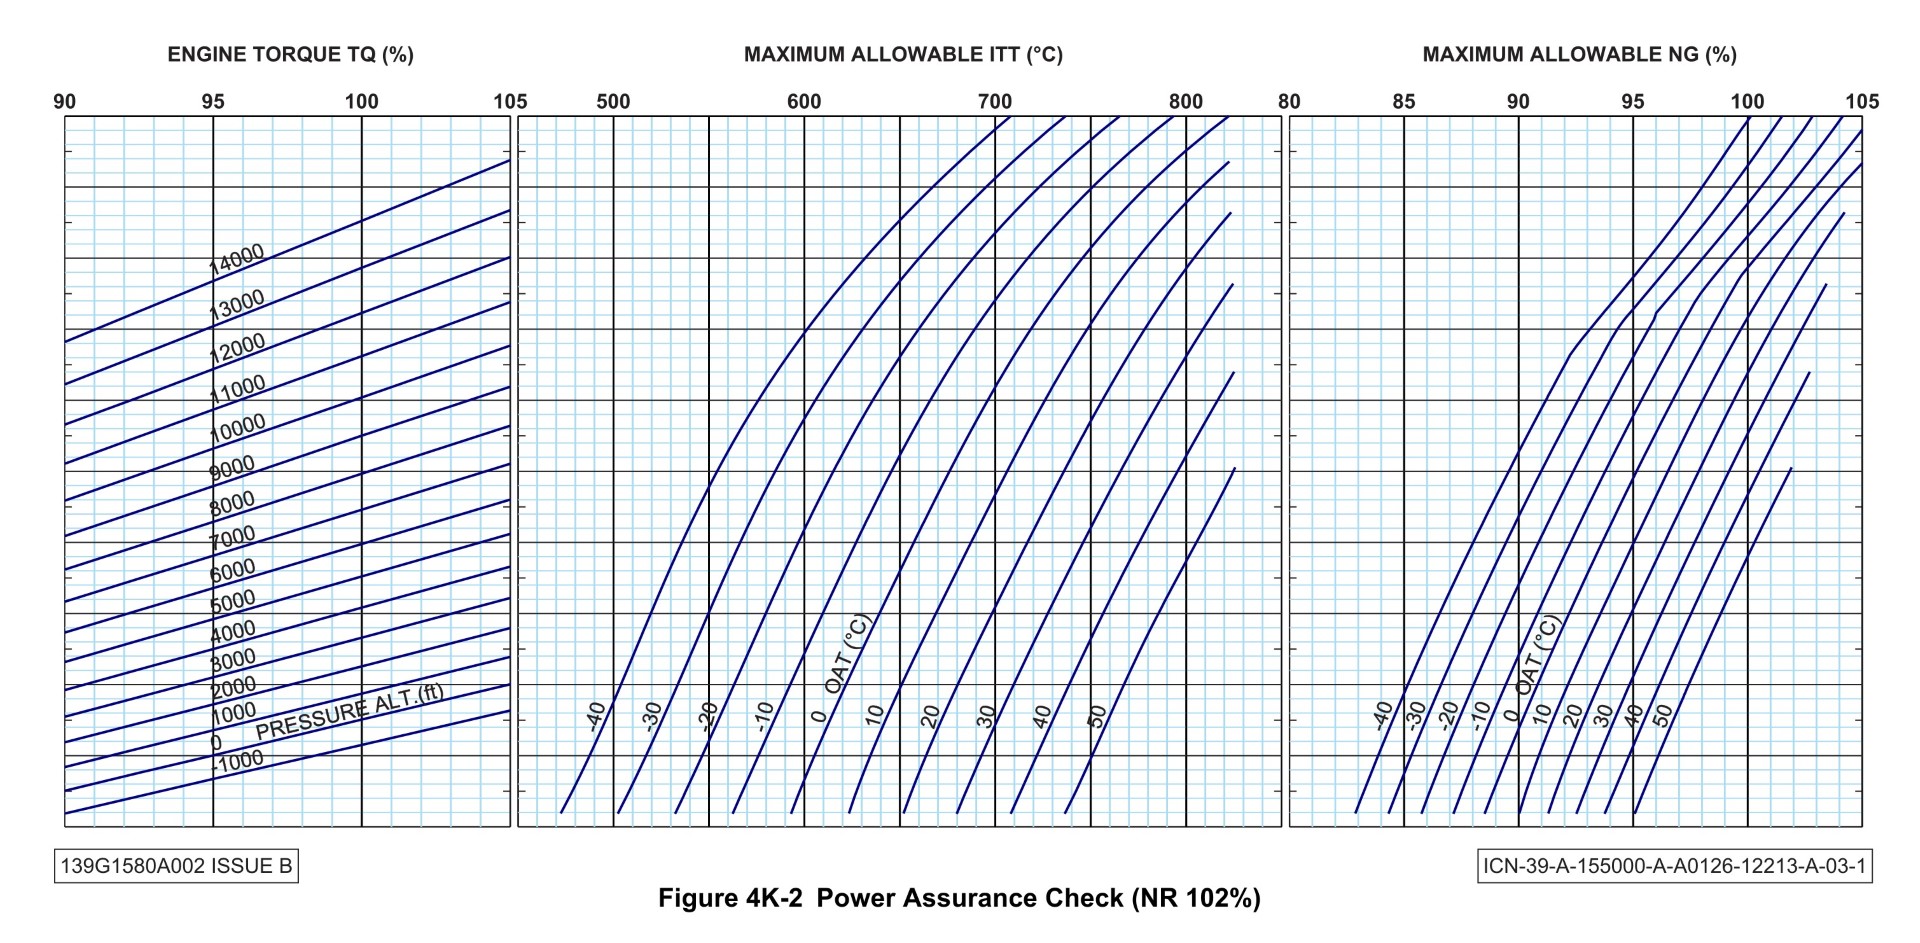 ENGINE TORQUE TQ (%) MAXIMUM ALLOWABLE ITT (°C) MAXIMUM ALLOWABLE NG (%)
90 95 100 105 500 600 700 800 80 85 90 95 100 105
14000
13000
12000
11000
10000
9000
8000
7000
6000
5000
4000
3000
2000
1000
0
-1000
PRESSURE ALT.(ft)
OAT (°C)
-40 -30 -20 -10 0 10 20 30 40 50
OAT (°C)
-40 -30 -20 -10 0 10 20 30 40 50
139G1580A002 ISSUE B
ICN-39-A-155000-A-A0126-12213-A-03-1
Figure 4K-2 Power Assurance Check (NR 102%)